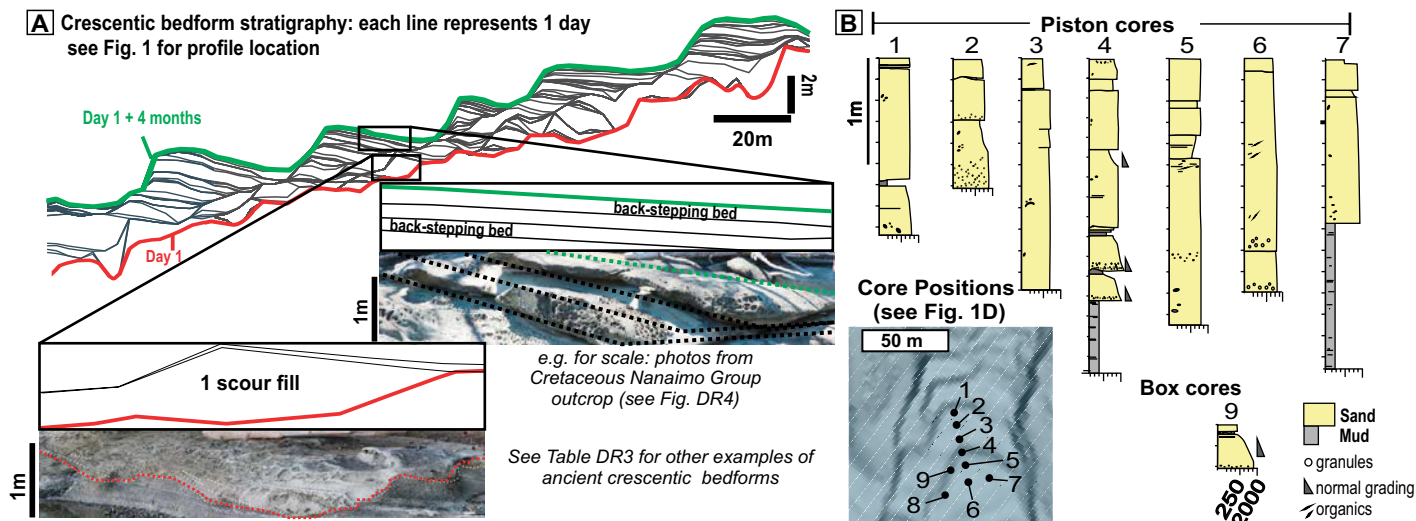 A Crescentic bedform stratigraphy: each line represents 1 day
see Fig. 1 for profile location
Day 1 + 4 months
2m
20m
Day 1
back-stepping bed
back-stepping bed
1m
1 scour fill
1m
e.g. for scale: photos from
Cretaceous Nanaimo Group
outcrop (see Fig. DR4)
See Table DR3 for other examples of
ancient crescentic bedforms
B
Piston cores
1 2 3 4 5 6 7
1m
Core Positions
(see Fig. 1D)
50 m
1
2
3
4
5
9
7
8
6
Box cores
9
250
2000
Sand
Mud
granules
normal grading
organics